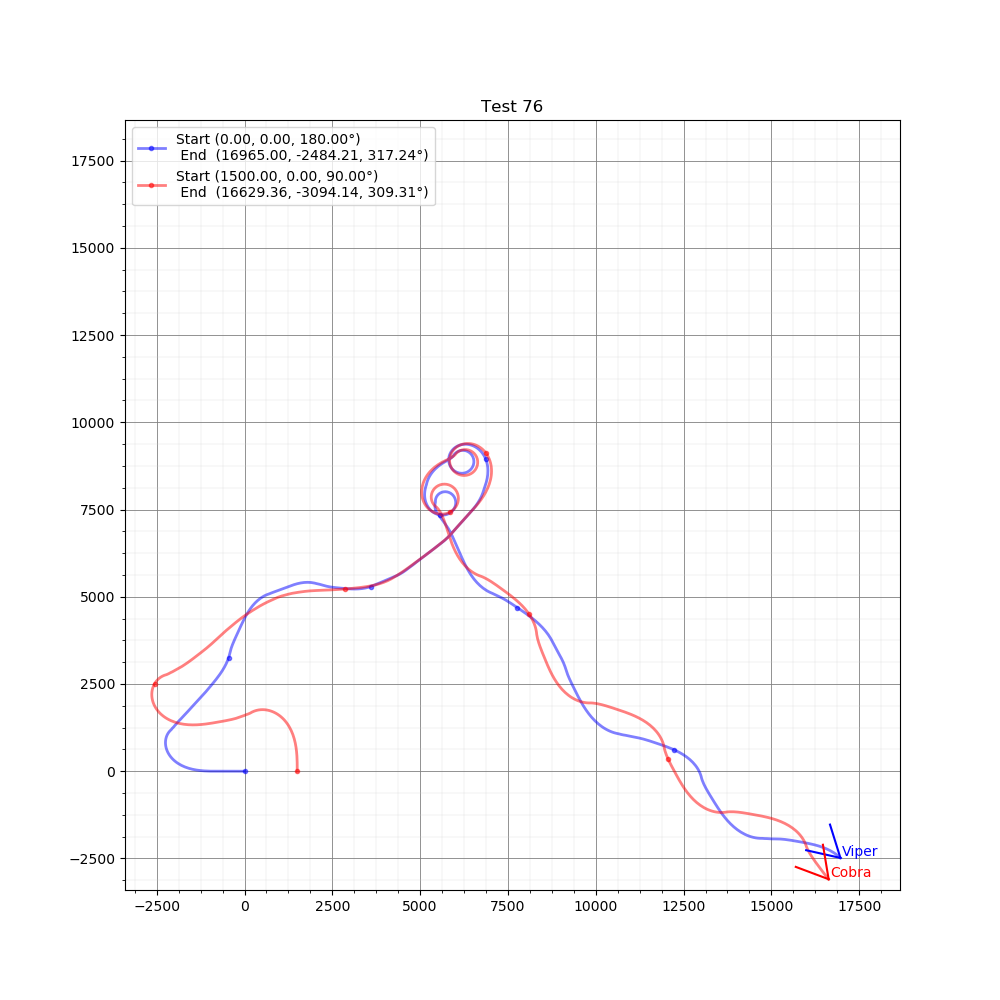 Test 76
Start (0.00, 0.00, 180.00°)
End  (16965.00, -2484.21, 317.24°)
Start (1500.00, 0.00, 90.00°)
End  (16629.36, -3094.14, 309.31°)
17500
15000
12500
10000
7500
5000
2500
0
−2500
Viper
Cobra
−2500 0 2500 5000 7500 10000 12500 15000 17500